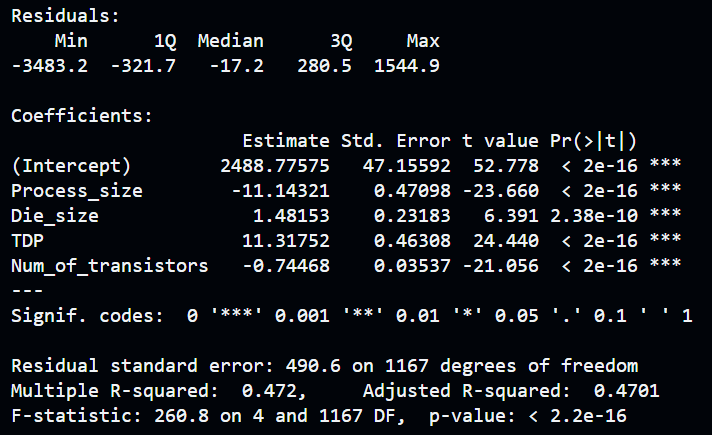 Residuals:
    Min      1Q  Median      3Q     Max
-3483.2  -321.7   -17.2   280.5  1544.9

Coefficients:
                     Estimate Std. Error t value Pr(>|t|)
(Intercept)        2488.77575   47.15592  52.778  < 2e-16 ***
Process_size        -11.14321    0.47098 -23.660  < 2e-16 ***
Die_size              1.48153    0.23183   6.391 2.38e-10 ***
TDP                  11.31752    0.46308  24.440  < 2e-16 ***
Num_of_transistors   -0.74468    0.03537 -21.056  < 2e-16 ***
---
Signif. codes:  0 '***' 0.001 '**' 0.01 '*' 0.05 '.' 0.1 ' ' 1

Residual standard error: 490.6 on 1167 degrees of freedom
Multiple R-squared:  0.472,     Adjusted R-squared:  0.4701
F-statistic: 260.8 on 4 and 1167 DF,  p-value: < 2.2e-16